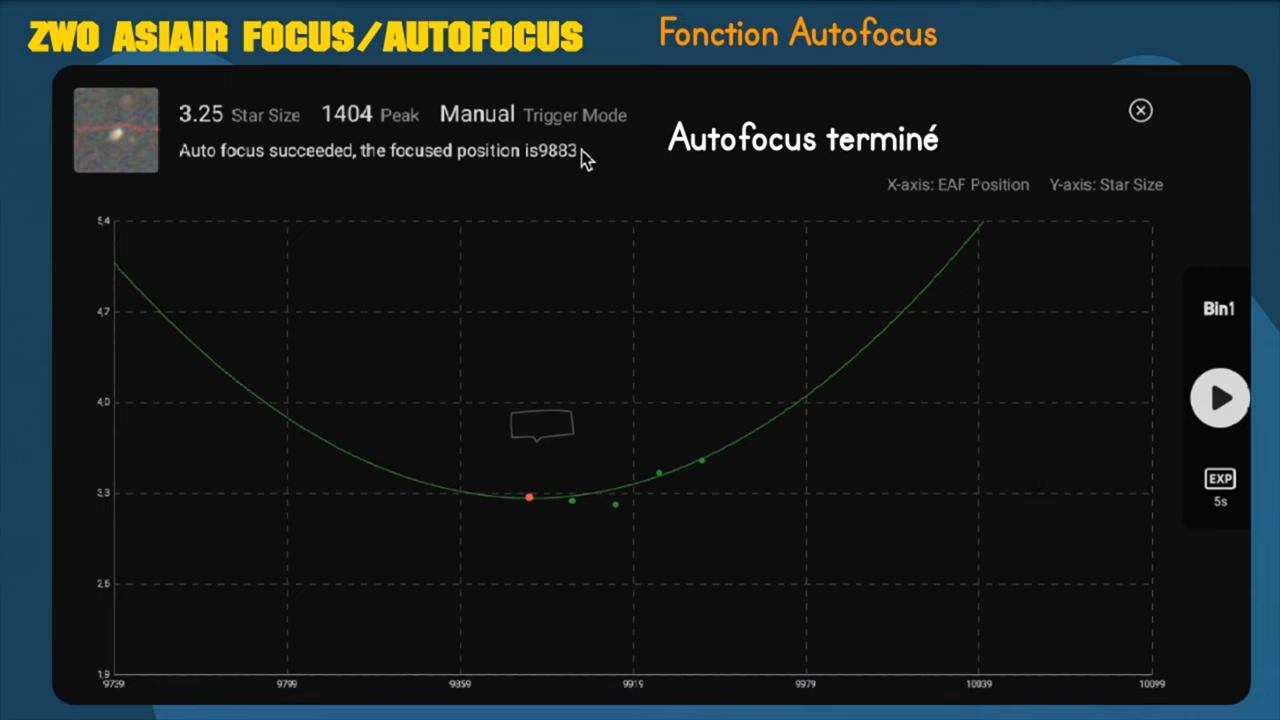 ZWO ASIAIR FOCUS/AUTOFOCUS
Fonction Autofocus
3.25 Star Size 1404 Peak Manual Trigger Mode
Auto focus succeeded, the focused position is9883
Autofocus terminé
X-axis: EAF Position Y-axis: Star Size
5,4
4,7
4,0
3,3
2,5
1,9
9739 9799 9859 9919 9979 10039 10099
Bin1
EXP
5s